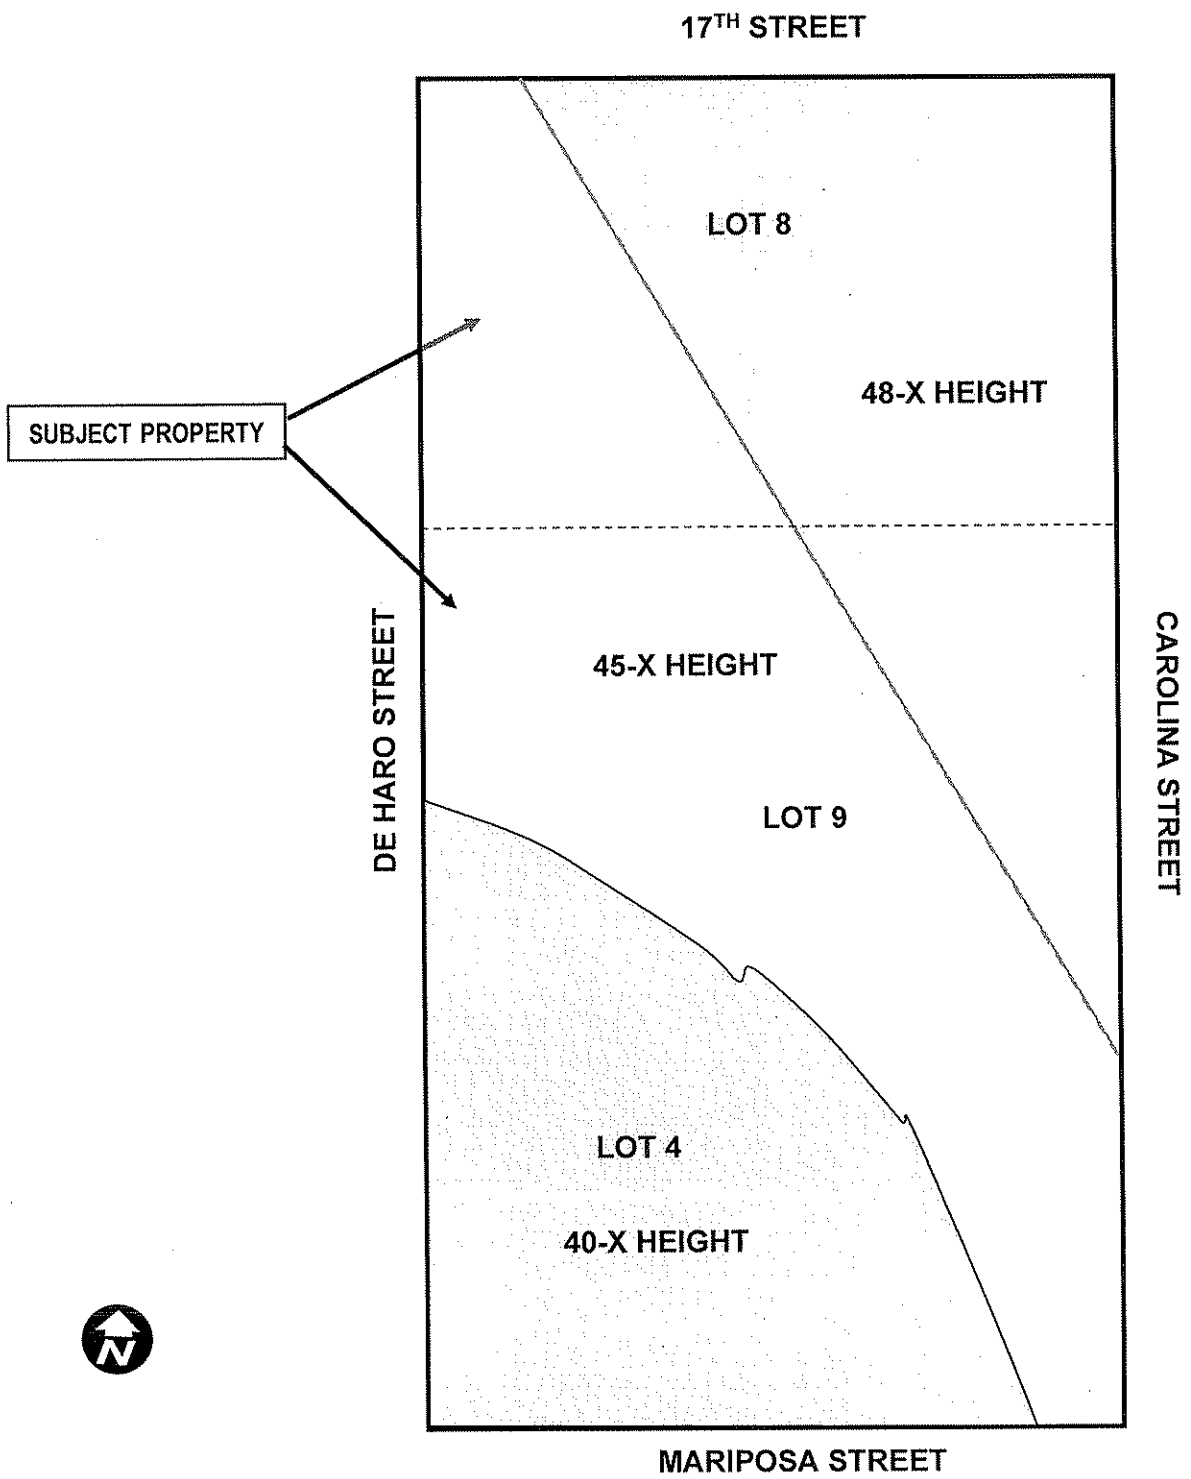 17TH STREET
LOT 8
48-X HEIGHT
SUBJECT PROPERTY
45-X HEIGHT
DE HARO STREET
CAROLINA STREET
LOT 9
LOT 4
40-X HEIGHT
N
MARIPOSA STREET